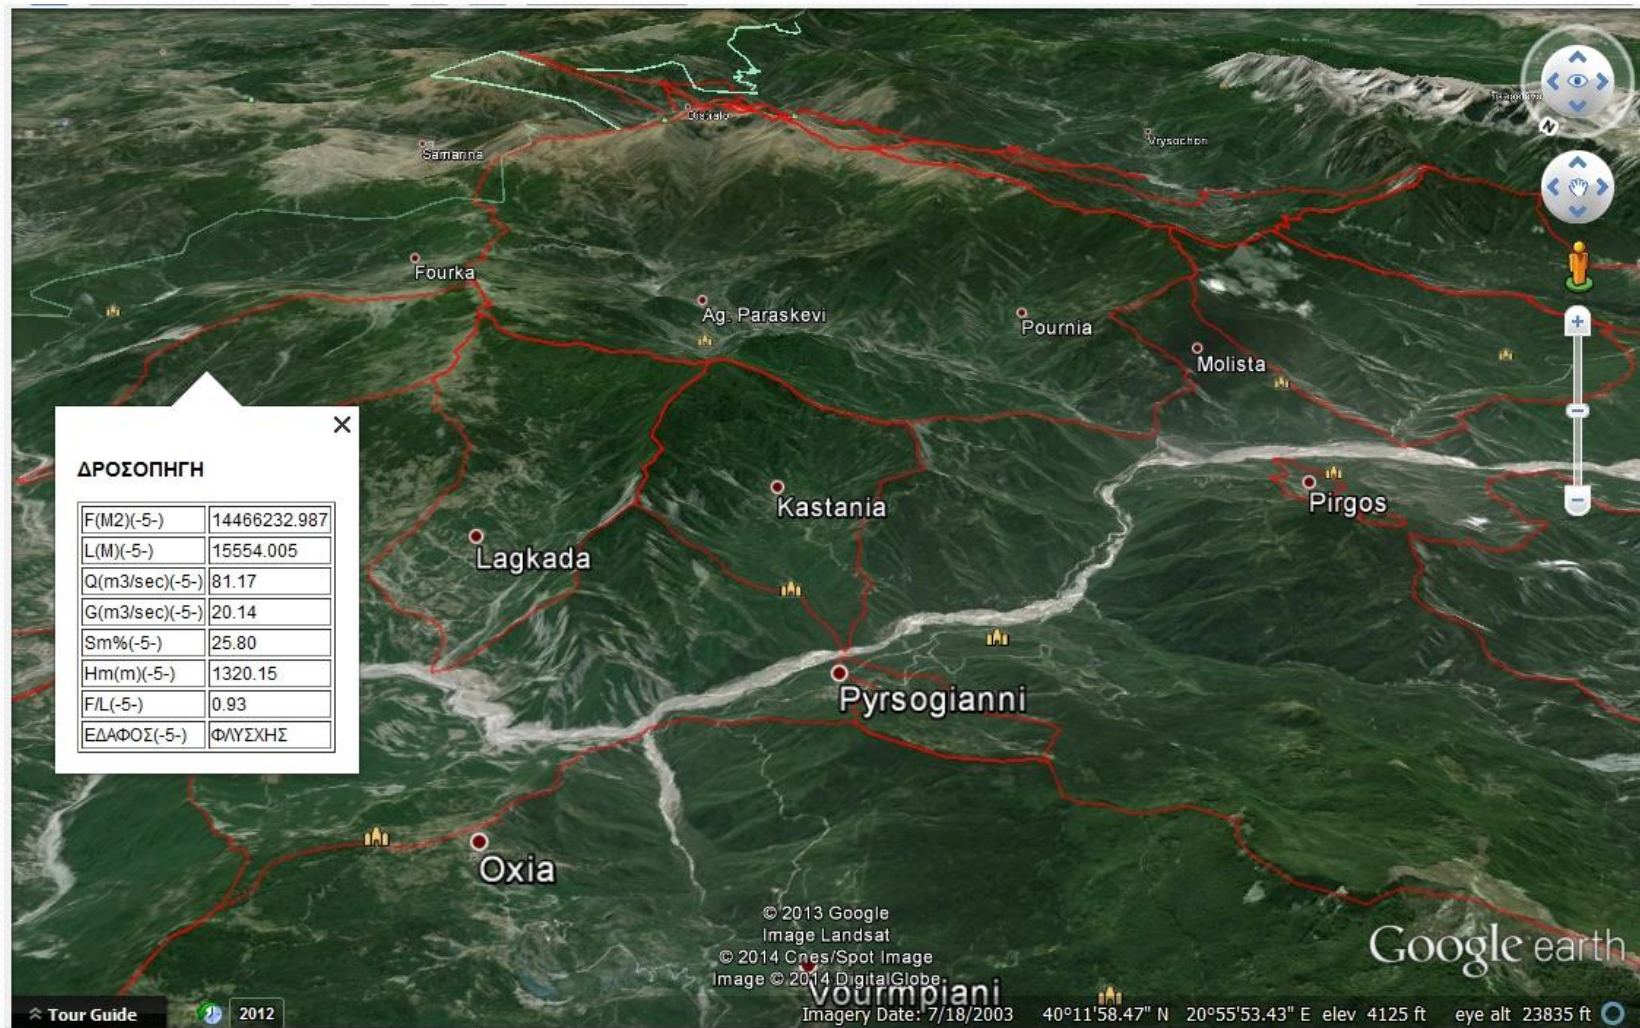 Distrato
Samarina
Vrysochori
Fourka
Ag. Paraskevi
Pournia
Molista
ΔΡΟΣΟΠΗΓΗ
F(M2)(-5-) 14466232.987
L(M)(-5-) 15554.005
Q(m3/sec)(-5-) 81.17
G(m3/sec)(-5-) 20.14
Sm%(-5-) 25.80
Hm(m)(-5-) 1320.15
F/L(-5-) 0.93
ΕΔΑΦΟΣ(-5-) ΦΛΥΣΧΗΣ
Kastania
Pirgos
Lagkada
Pyrsogianni
Oxia
© 2013 Google
Image Landsat
© 2014 Cnes/Spot Image
Image © 2014 DigitalGlobe
Vourmpiani
Google earth
N
Tour Guide
2012
Imagery Date: 7/18/2003 40°11'58.47" N 20°55'53.43" E elev 4125 ft eye alt 23835 ft